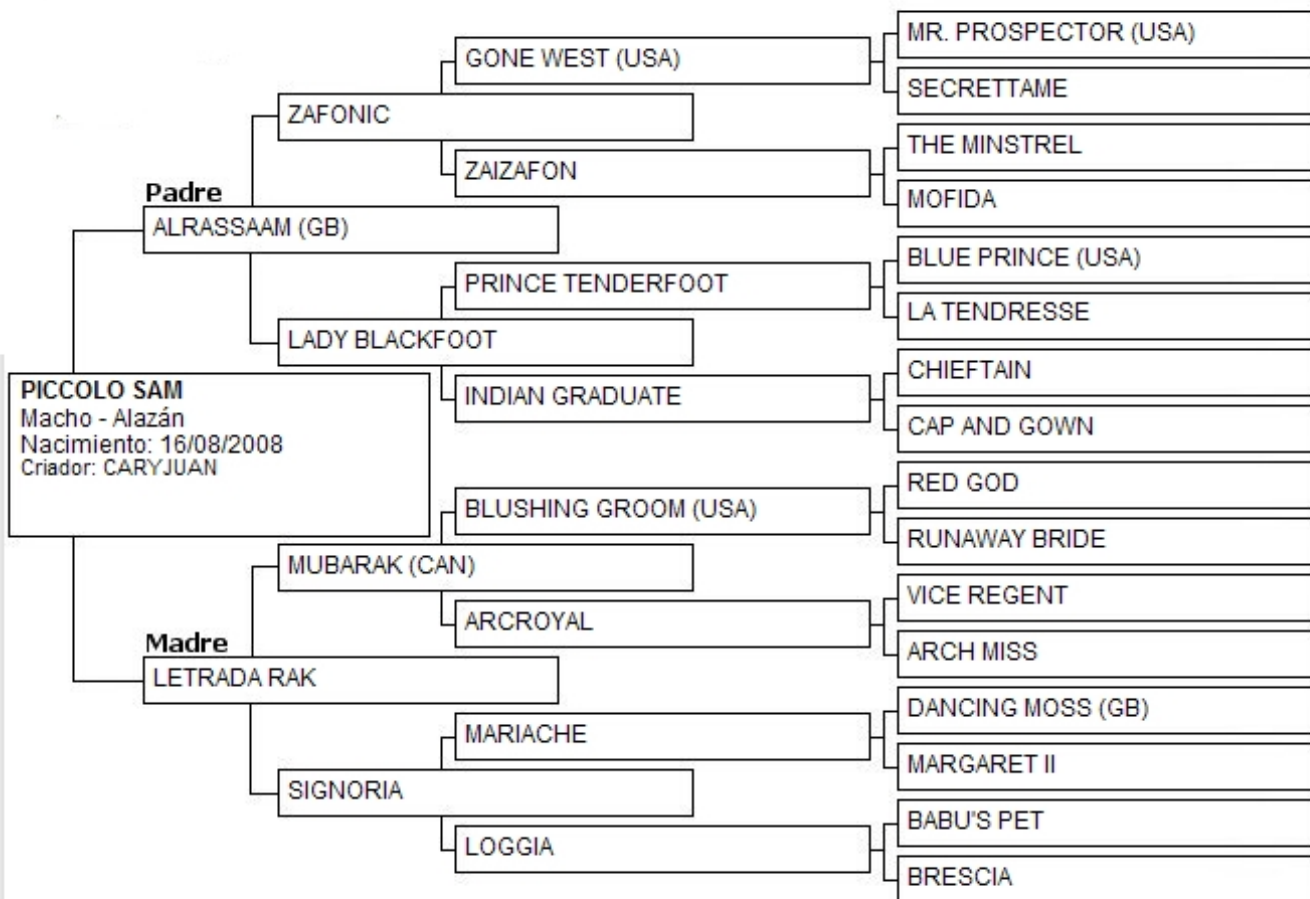 MR. PROSPECTOR (USA)
GONE WEST (USA)
SECRETTAME
ZAFONIC
THE MINSTREL
ZAIZAFON
MOFIDA
Padre
ALRASSAAM (GB)
BLUE PRINCE (USA)
PRINCE TENDERFOOT
LA TENDRESSE
LADY BLACKFOOT
CHIEFTAIN
INDIAN GRADUATE
CAP AND GOWN
PICCOLO SAM
Macho - Alazán
Nacimiento: 16/08/2008
Criador: CARYJUAN
RED GOD
BLUSHING GROOM (USA)
RUNAWAY BRIDE
MUBARAK (CAN)
VICE REGENT
ARCROYAL
ARCH MISS
Madre
LETRADA RAK
DANCING MOSS (GB)
MARIACHE
MARGARET II
SIGNORIA
BABU'S PET
LOGGIA
BRESCIA